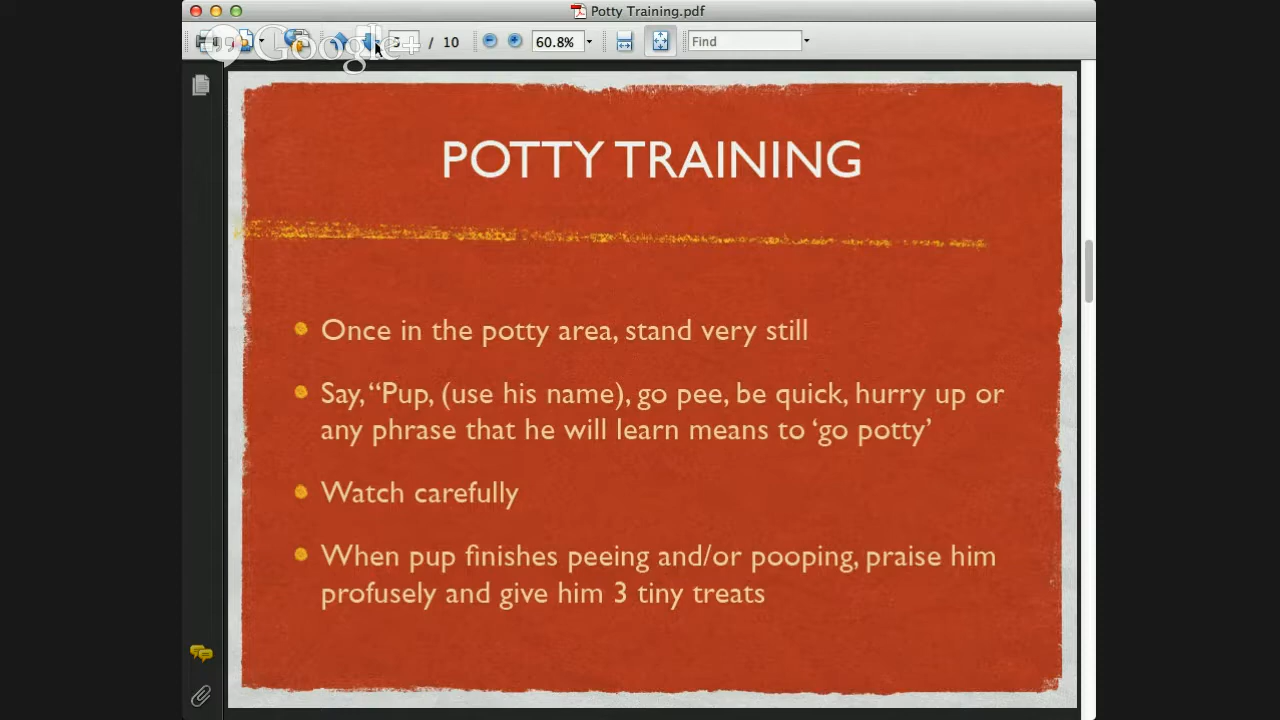 Potty Training.pdf
Google+
/ 10
60.8%
Find
POTTY TRAINING
Once in the potty area, stand very still
Say, “Pup, (use his name), go pee, be quick, hurry up or
any phrase that he will learn means to ‘go potty’
Watch carefully
When pup finishes peeing and/or pooping, praise him
profusely and give him 3 tiny treats